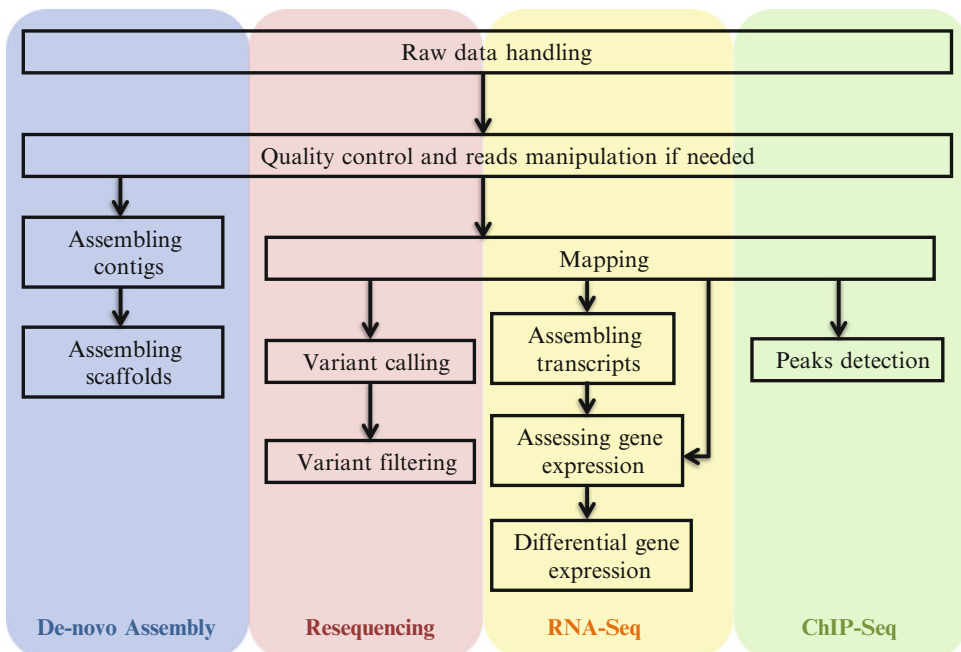 Raw data handling
Quality control and reads manipulation if needed
Assembling
contigs
Mapping
Assembling
scaffolds
Variant calling
Assembling
transcripts
Peaks detection
Variant filtering
Assessing gene
expression
Differential gene
expression
De-novo Assembly
Resequencing
RNA-Seq
ChIP-Seq